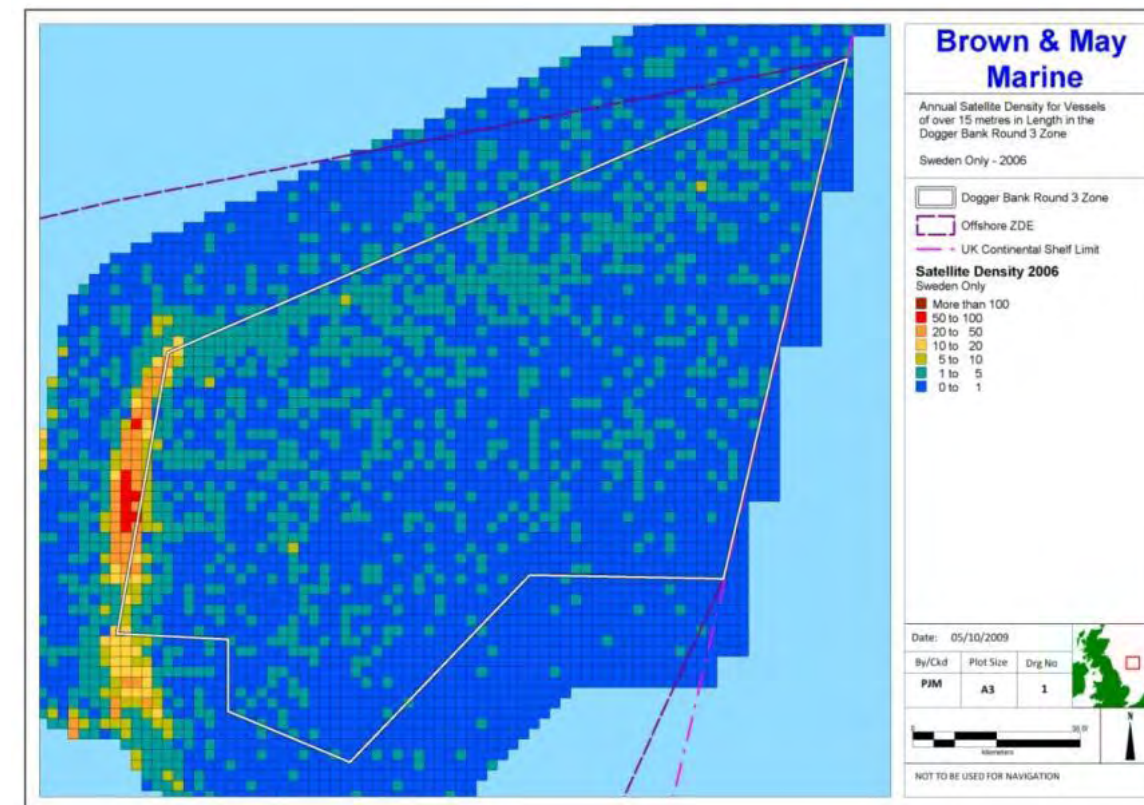 Brown & May
Marine
Annual Satellite Density for Vessels
of over 15 metres in Length in the
Dogger Bank Round 3 Zone
Sweden Only - 2006
Dogger Bank Round 3 Zone
Offshore ZDE
UK Continental Shelf Limit
Satellite Density 2006
Sweden Only
More than 100
50 to 100
20 to 50
10 to 20
5 to 10
1 to 5
0 to 1
Date: 05/10/2009
By/Ckd Plot Size Drg No
PJM A3 1
0
kilometers
N
NOT TO BE USED FOR NAVIGATION